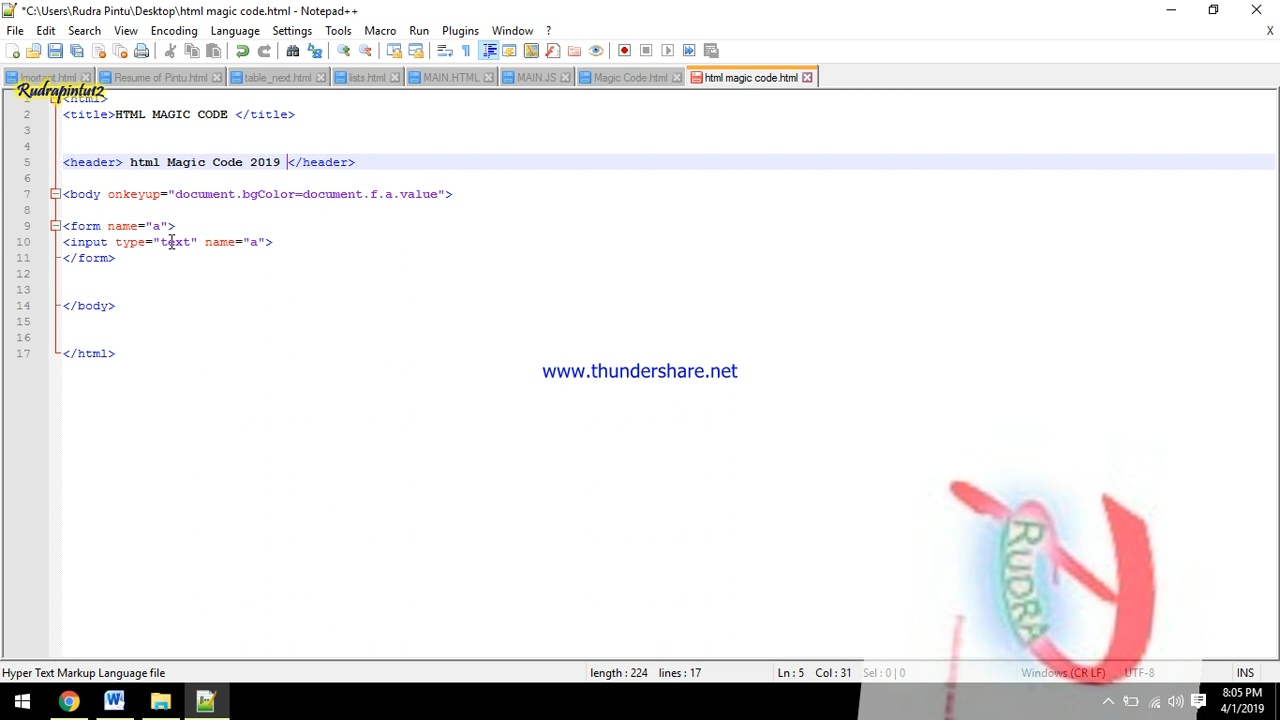 *C:\Users\Rudra Pintu\Desktop\html magic code.html - Notepad++
File Edit Search View Encoding Language Settings Tools Macro Run Plugins Window ?
X
Imortant.html Resume of Pintu.html table_next.html lists.html MAIN.HTML MAIN JS Magic Code.html html magic code.html
Rudrapintu12
1 <html>
2 <title>HTML MAGIC CODE </title>
3
4
5 <header> html Magic Code 2019 </header>
6
7 <body onkeyup="document.bgColor=document.f.a.value">
8
9 <form name="a">
10 <input type="text" name="a">
11 </form>
12
13
14 </body>
15
16
17 </html>
www.thundershare.net
RUDRA
Hyper Text Markup Language file length : 224 lines : 17 Ln : 5 Col : 31 Sel : 0 | 0 Windows (CR LF) UTF-8 INS
8:05 PM
4/1/2019